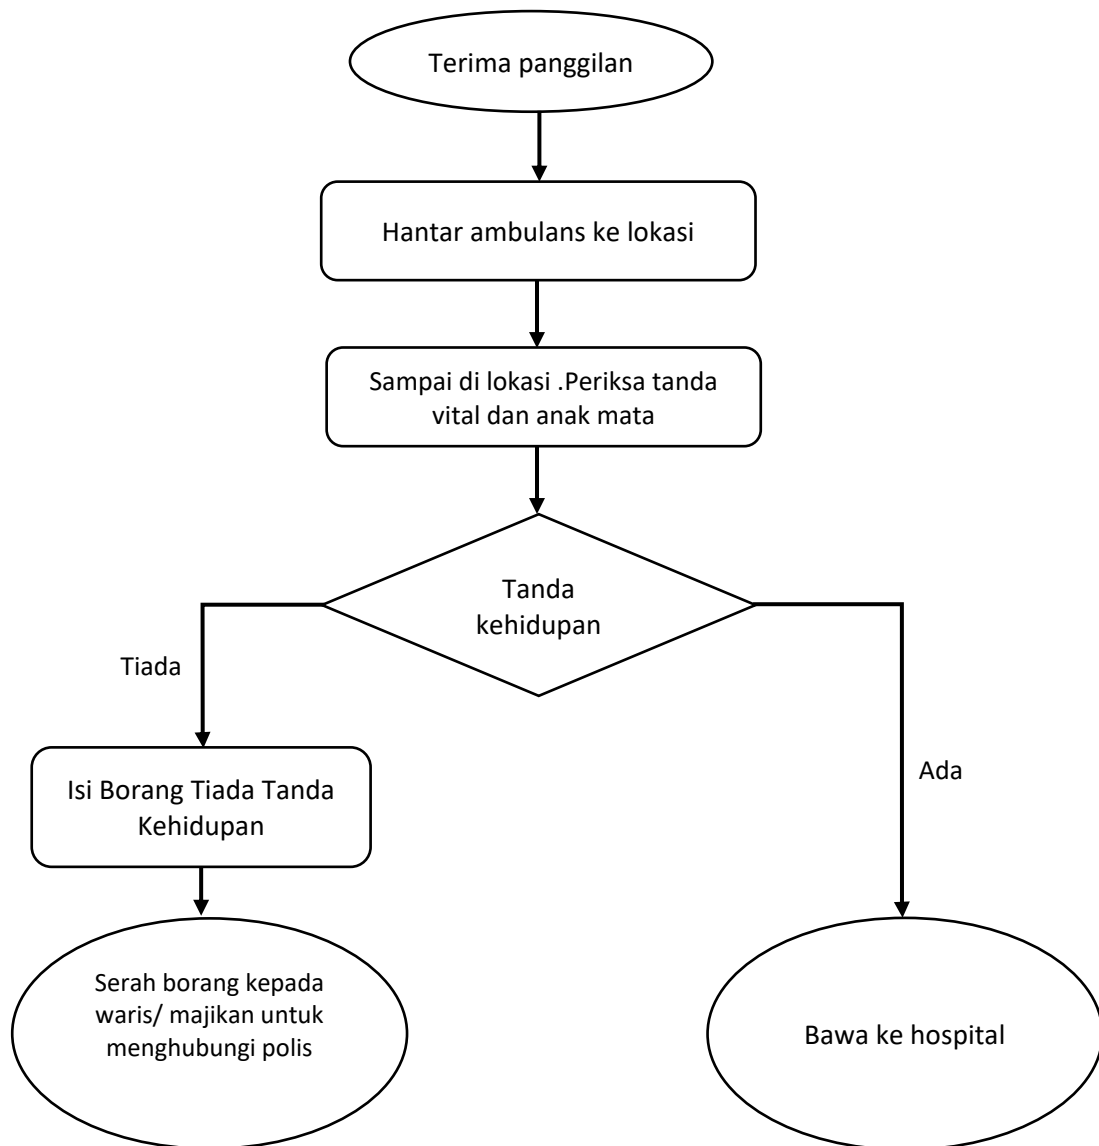 Terima panggilan
Hantar ambulans ke lokasi
Sampai di lokasi .Periksa tanda
vital dan anak mata
Tanda
kehidupan
Tiada
Ada
Isi Borang Tiada Tanda
Kehidupan
Serah borang kepada
waris/ majikan untuk
menghubungi polis
Bawa ke hospital